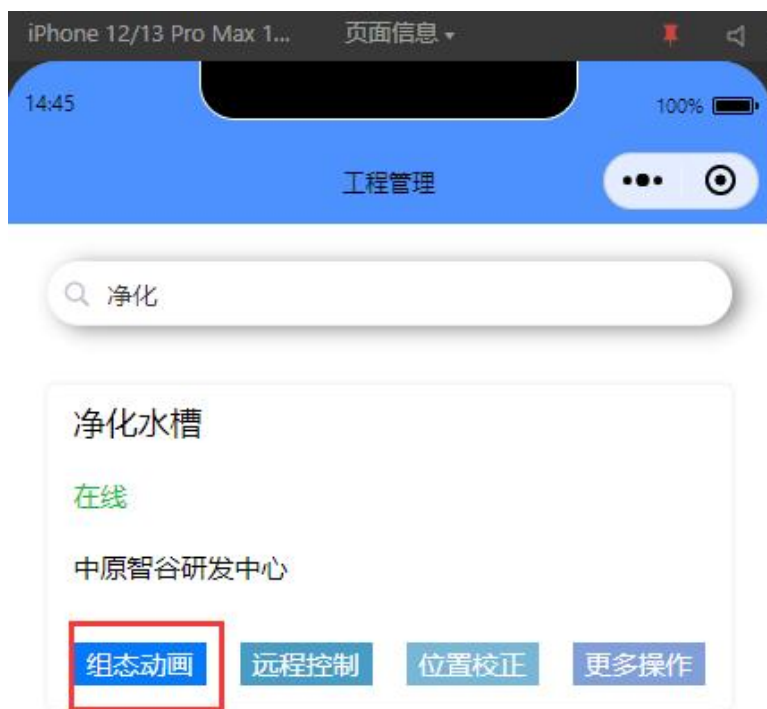 iPhone 12/13 Pro Max 1... 页面信息
14:45 100%
工程管理
净化
净化水槽
在线
中原智谷研发中心
组态动画 远程控制 位置校正 更多操作